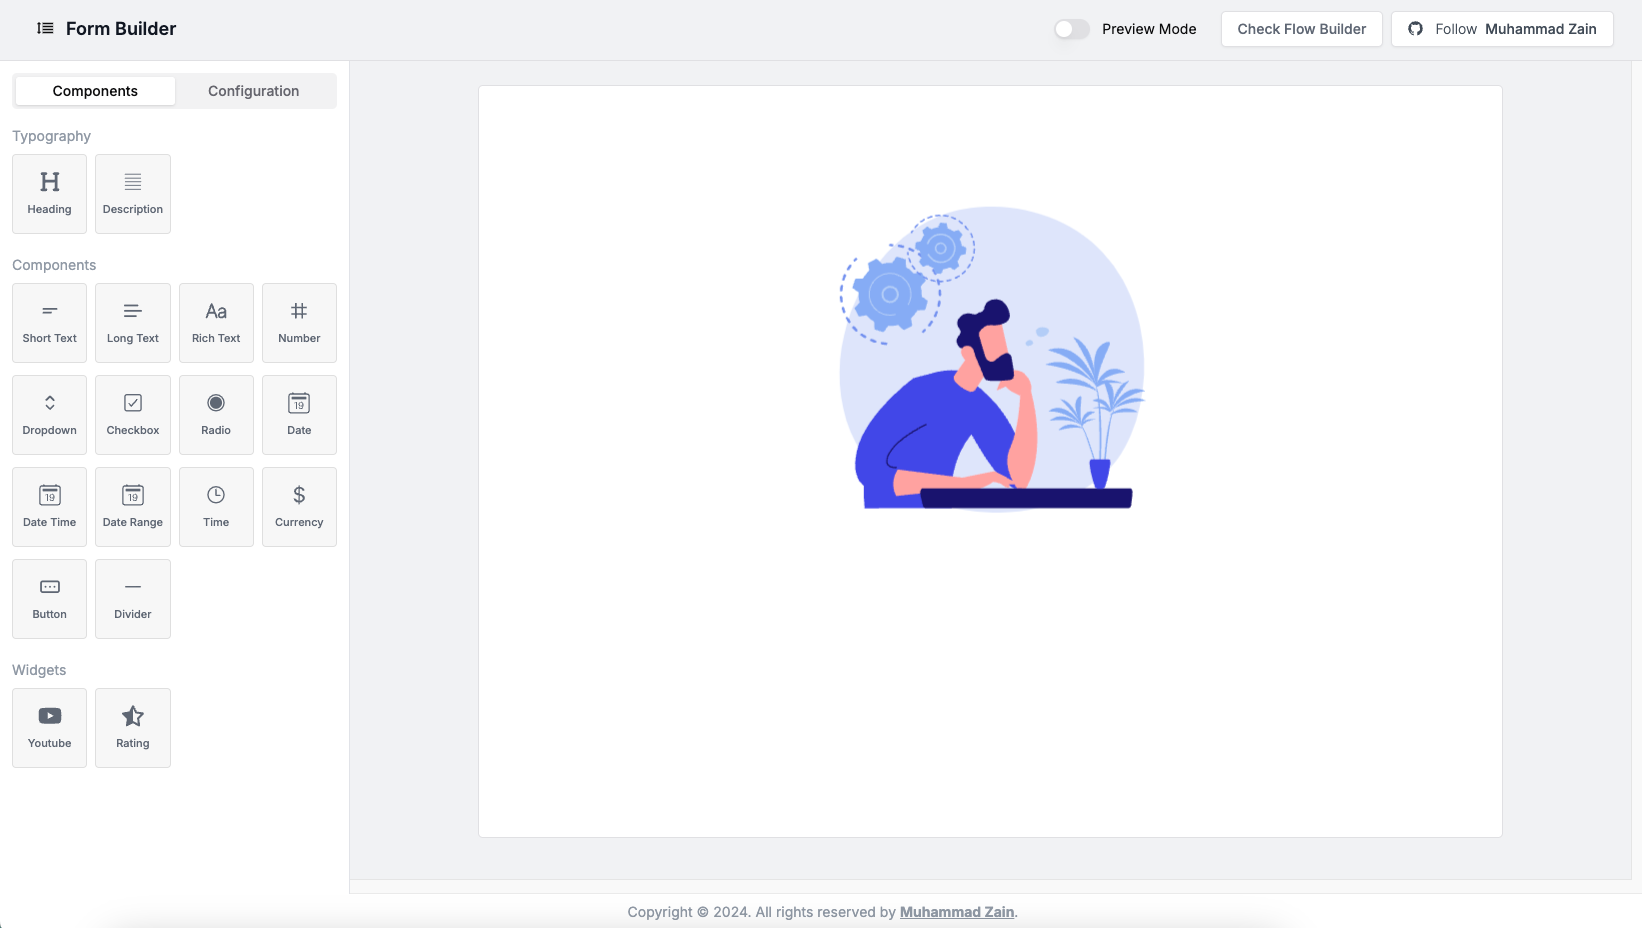 Form Builder
Preview Mode
Check Flow Builder
Follow Muhammad Zain
Components
Configuration
Typography
Heading
Description
Components
Short Text
Long Text
Aa
Rich Text
Number
Dropdown
Checkbox
Radio
19
Date
19
Date Time
19
Date Range
Time
$
Currency
Button
Divider
Widgets
Youtube
Rating
Copyright © 2024. All rights reserved by Muhammad Zain.